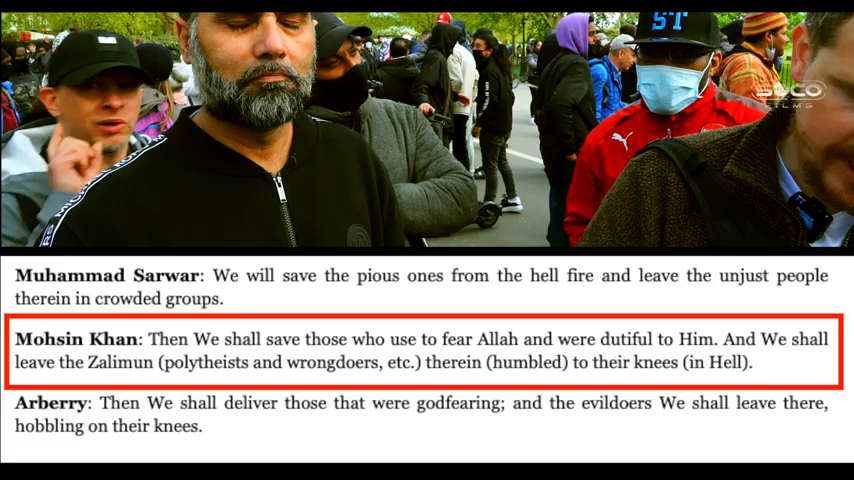 ST
SOCO
FILMS
Muhammad Sarwar: We will save the pious ones from the hell fire and leave the unjust people
therein in crowded groups.
Mohsin Khan: Then We shall save those who use to fear Allah and were dutiful to Him. And We shall
leave the Zalimun (polytheists and wrongdoers, etc.) therein (humbled) to their knees (in Hell).
Arberry: Then We shall deliver those that were godfearing; and the evildoers We shall leave there,
hobbling on their knees.